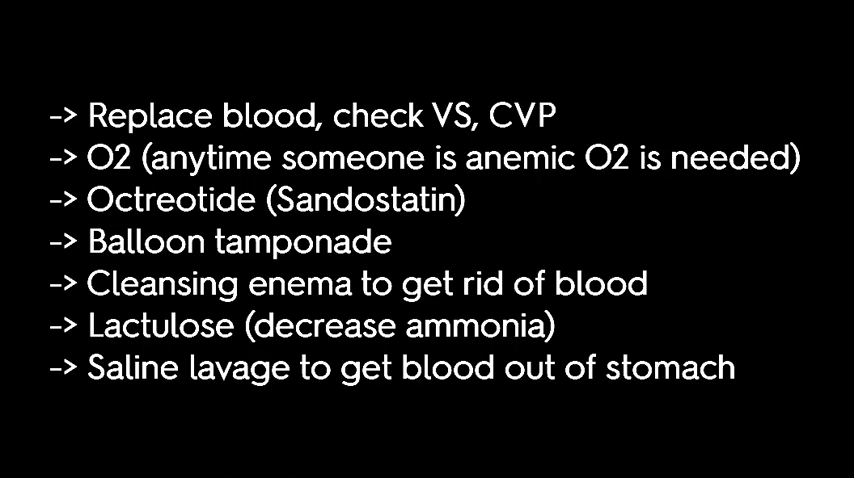 -> Replace blood, check VS, CVP
-> O2 (anytime someone is anemic O2 is needed)
-> Octreotide (Sandostatin)
-> Balloon tamponade
-> Cleansing enema to get rid of blood
-> Lactulose (decrease ammonia)
-> Saline lavage to get blood out of stomach